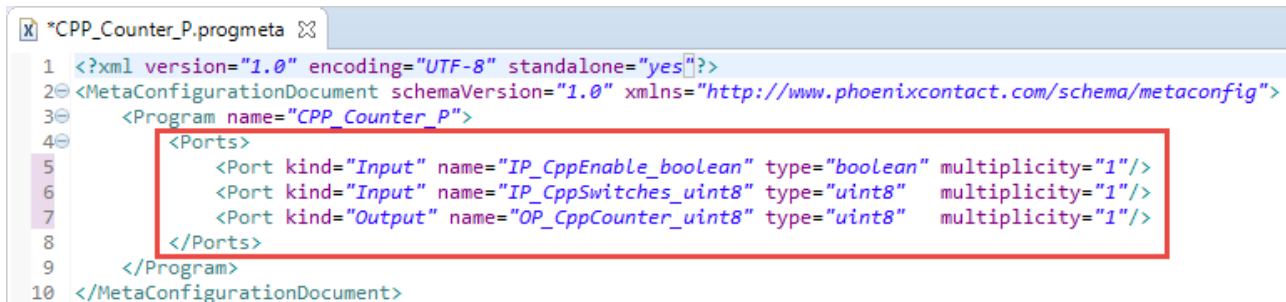 *CPP_Counter_P.progmeta
1 <?xml version="1.0" encoding="UTF-8" standalone="yes"?>
2 <MetaConfigurationDocument schemaVersion="1.0" xmlns="http://www.phoenixcontact.com/schema/metaconfig">
3 <Program name="CPP_Counter_P">
4 <Ports>
5 <Port kind="Input" name="IP_CppEnable_boolean" type="boolean" multiplicity="1"/>
6 <Port kind="Input" name="IP_CppSwitches_uint8" type="uint8" multiplicity="1"/>
7 <Port kind="Output" name="OP_CppCounter_uint8" type="uint8" multiplicity="1"/>
8 </Ports>
9 </Program>
10 </MetaConfigurationDocument>